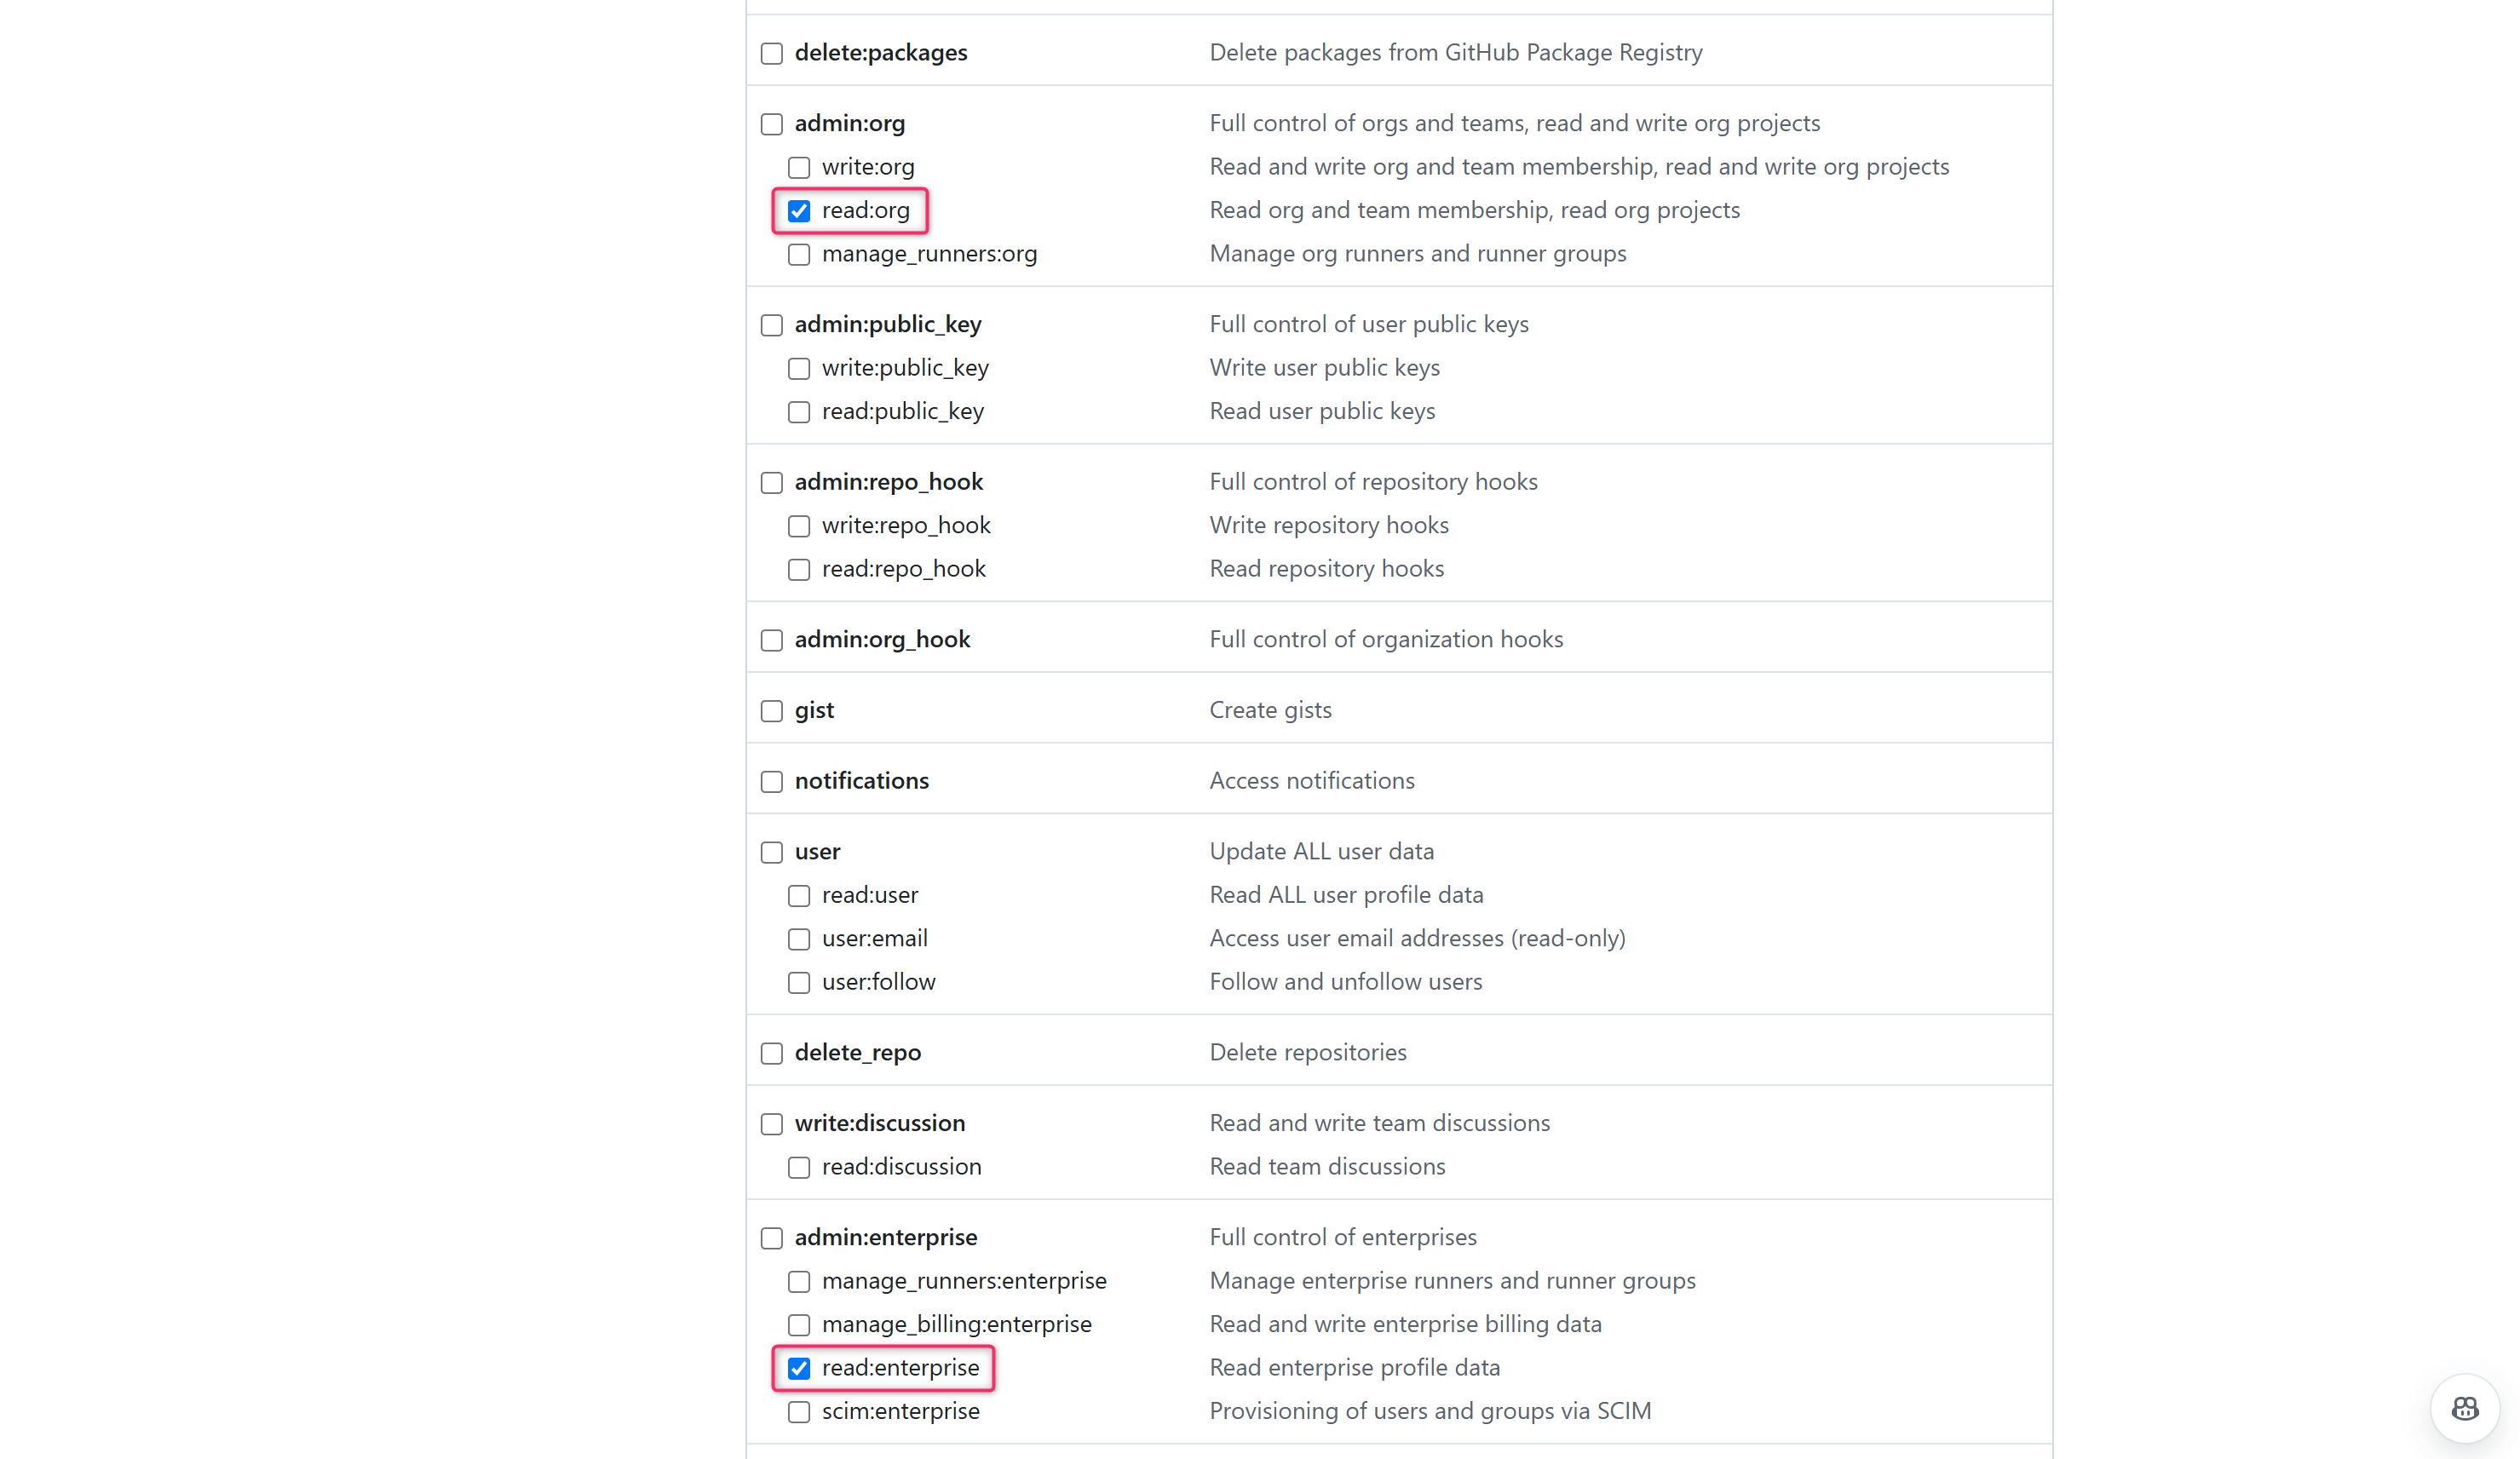 delete:packages Delete packages from GitHub Package Registry
admin:org Full control of orgs and teams, read and write org projects
write:org Read and write org and team membership, read and write org projects
read:org Read org and team membership, read org projects
manage_runners:org Manage org runners and runner groups
admin:public_key Full control of user public keys
write:public_key Write user public keys
read:public_key Read user public keys
admin:repo_hook Full control of repository hooks
write:repo_hook Write repository hooks
read:repo_hook Read repository hooks
admin:org_hook Full control of organization hooks
gist Create gists
notifications Access notifications
user Update ALL user data
read:user Read ALL user profile data
user:email Access user email addresses (read-only)
user:follow Follow and unfollow users
delete_repo Delete repositories
write:discussion Read and write team discussions
read:discussion Read team discussions
admin:enterprise Full control of enterprises
manage_runners:enterprise Manage enterprise runners and runner groups
manage_billing:enterprise Read and write enterprise billing data
read:enterprise Read enterprise profile data
scim:enterprise Provisioning of users and groups via SCIM